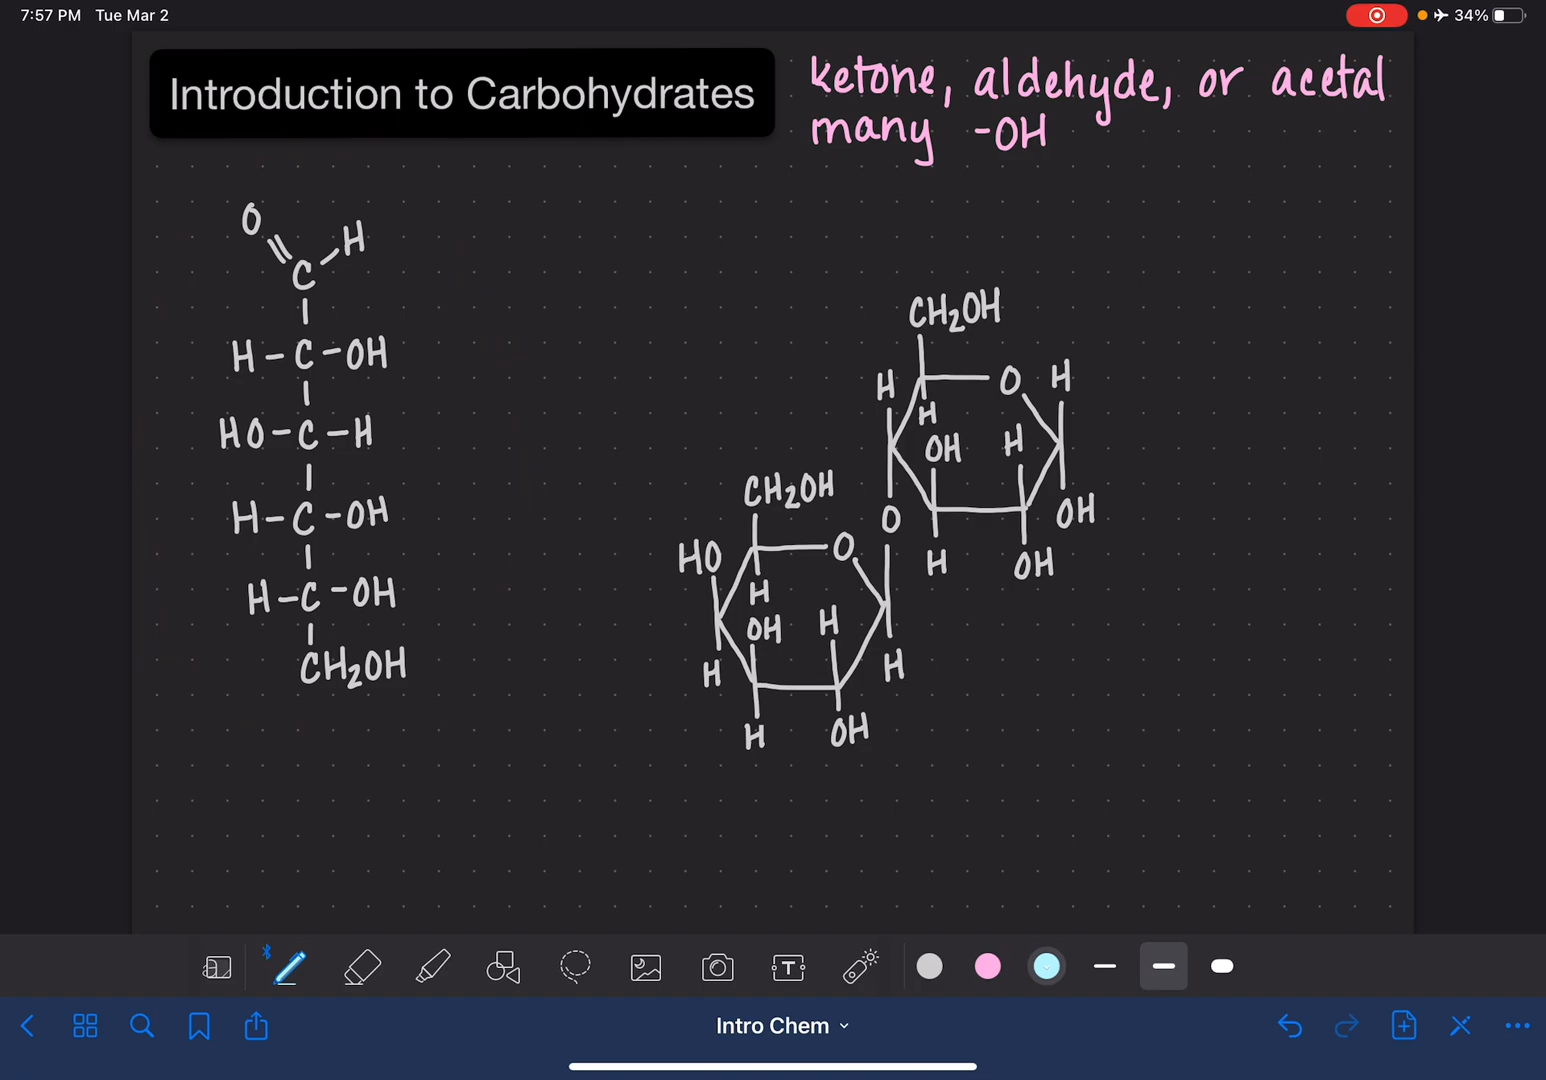 7:57 PM Tue Mar 2
34%
Introduction to Carbohydrates
ketone, aldehyde, or acetal
many -OH
O
H
C
H-C-OH
HO-C-H
H-C-OH
H-C-OH
CH₂OH
CH₂OH
H
O
H
H
OH
H
O
OH
H
OH
CH₂OH
HO
O
H
OH
H
H
H
H
OH
T
Intro Chem